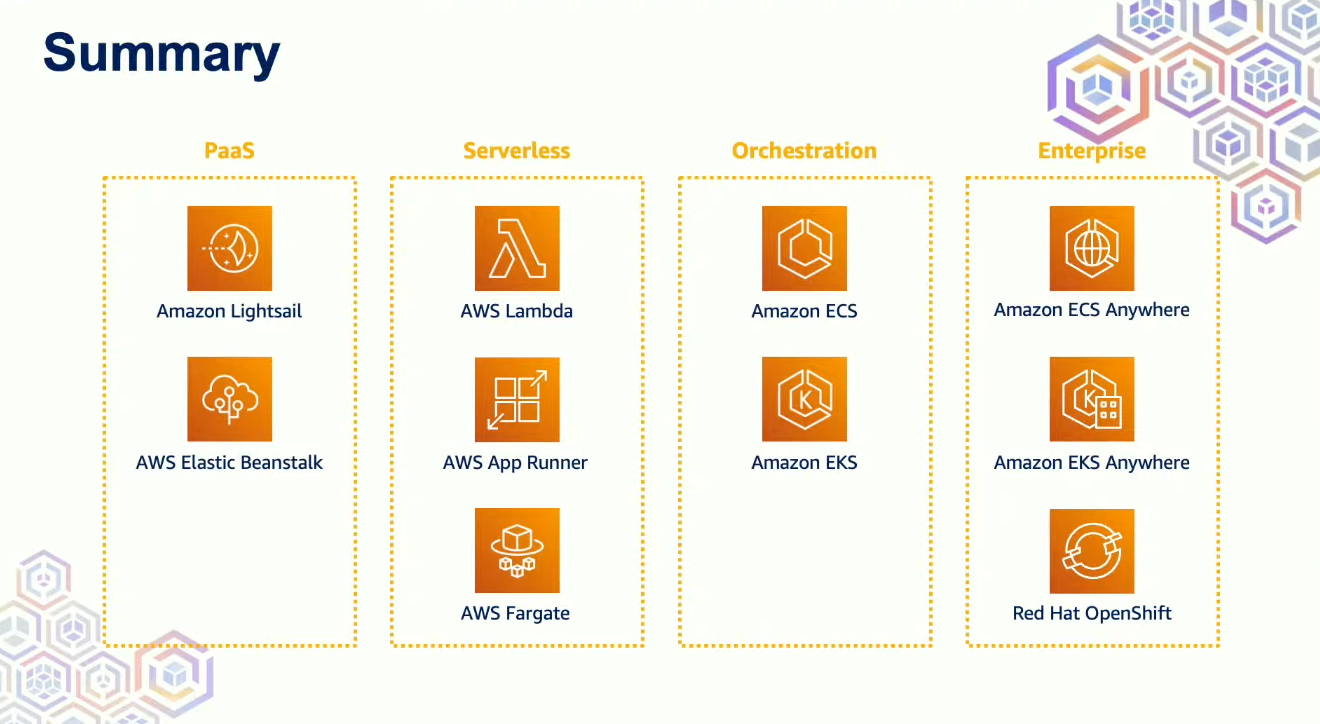 Summary
PaaS
Amazon Lightsail
AWS Elastic Beanstalk
Serverless
AWS Lambda
AWS App Runner
AWS Fargate
Orchestration
Amazon ECS
Amazon EKS
Enterprise
Amazon ECS Anywhere
Amazon EKS Anywhere
Red Hat OpenShift